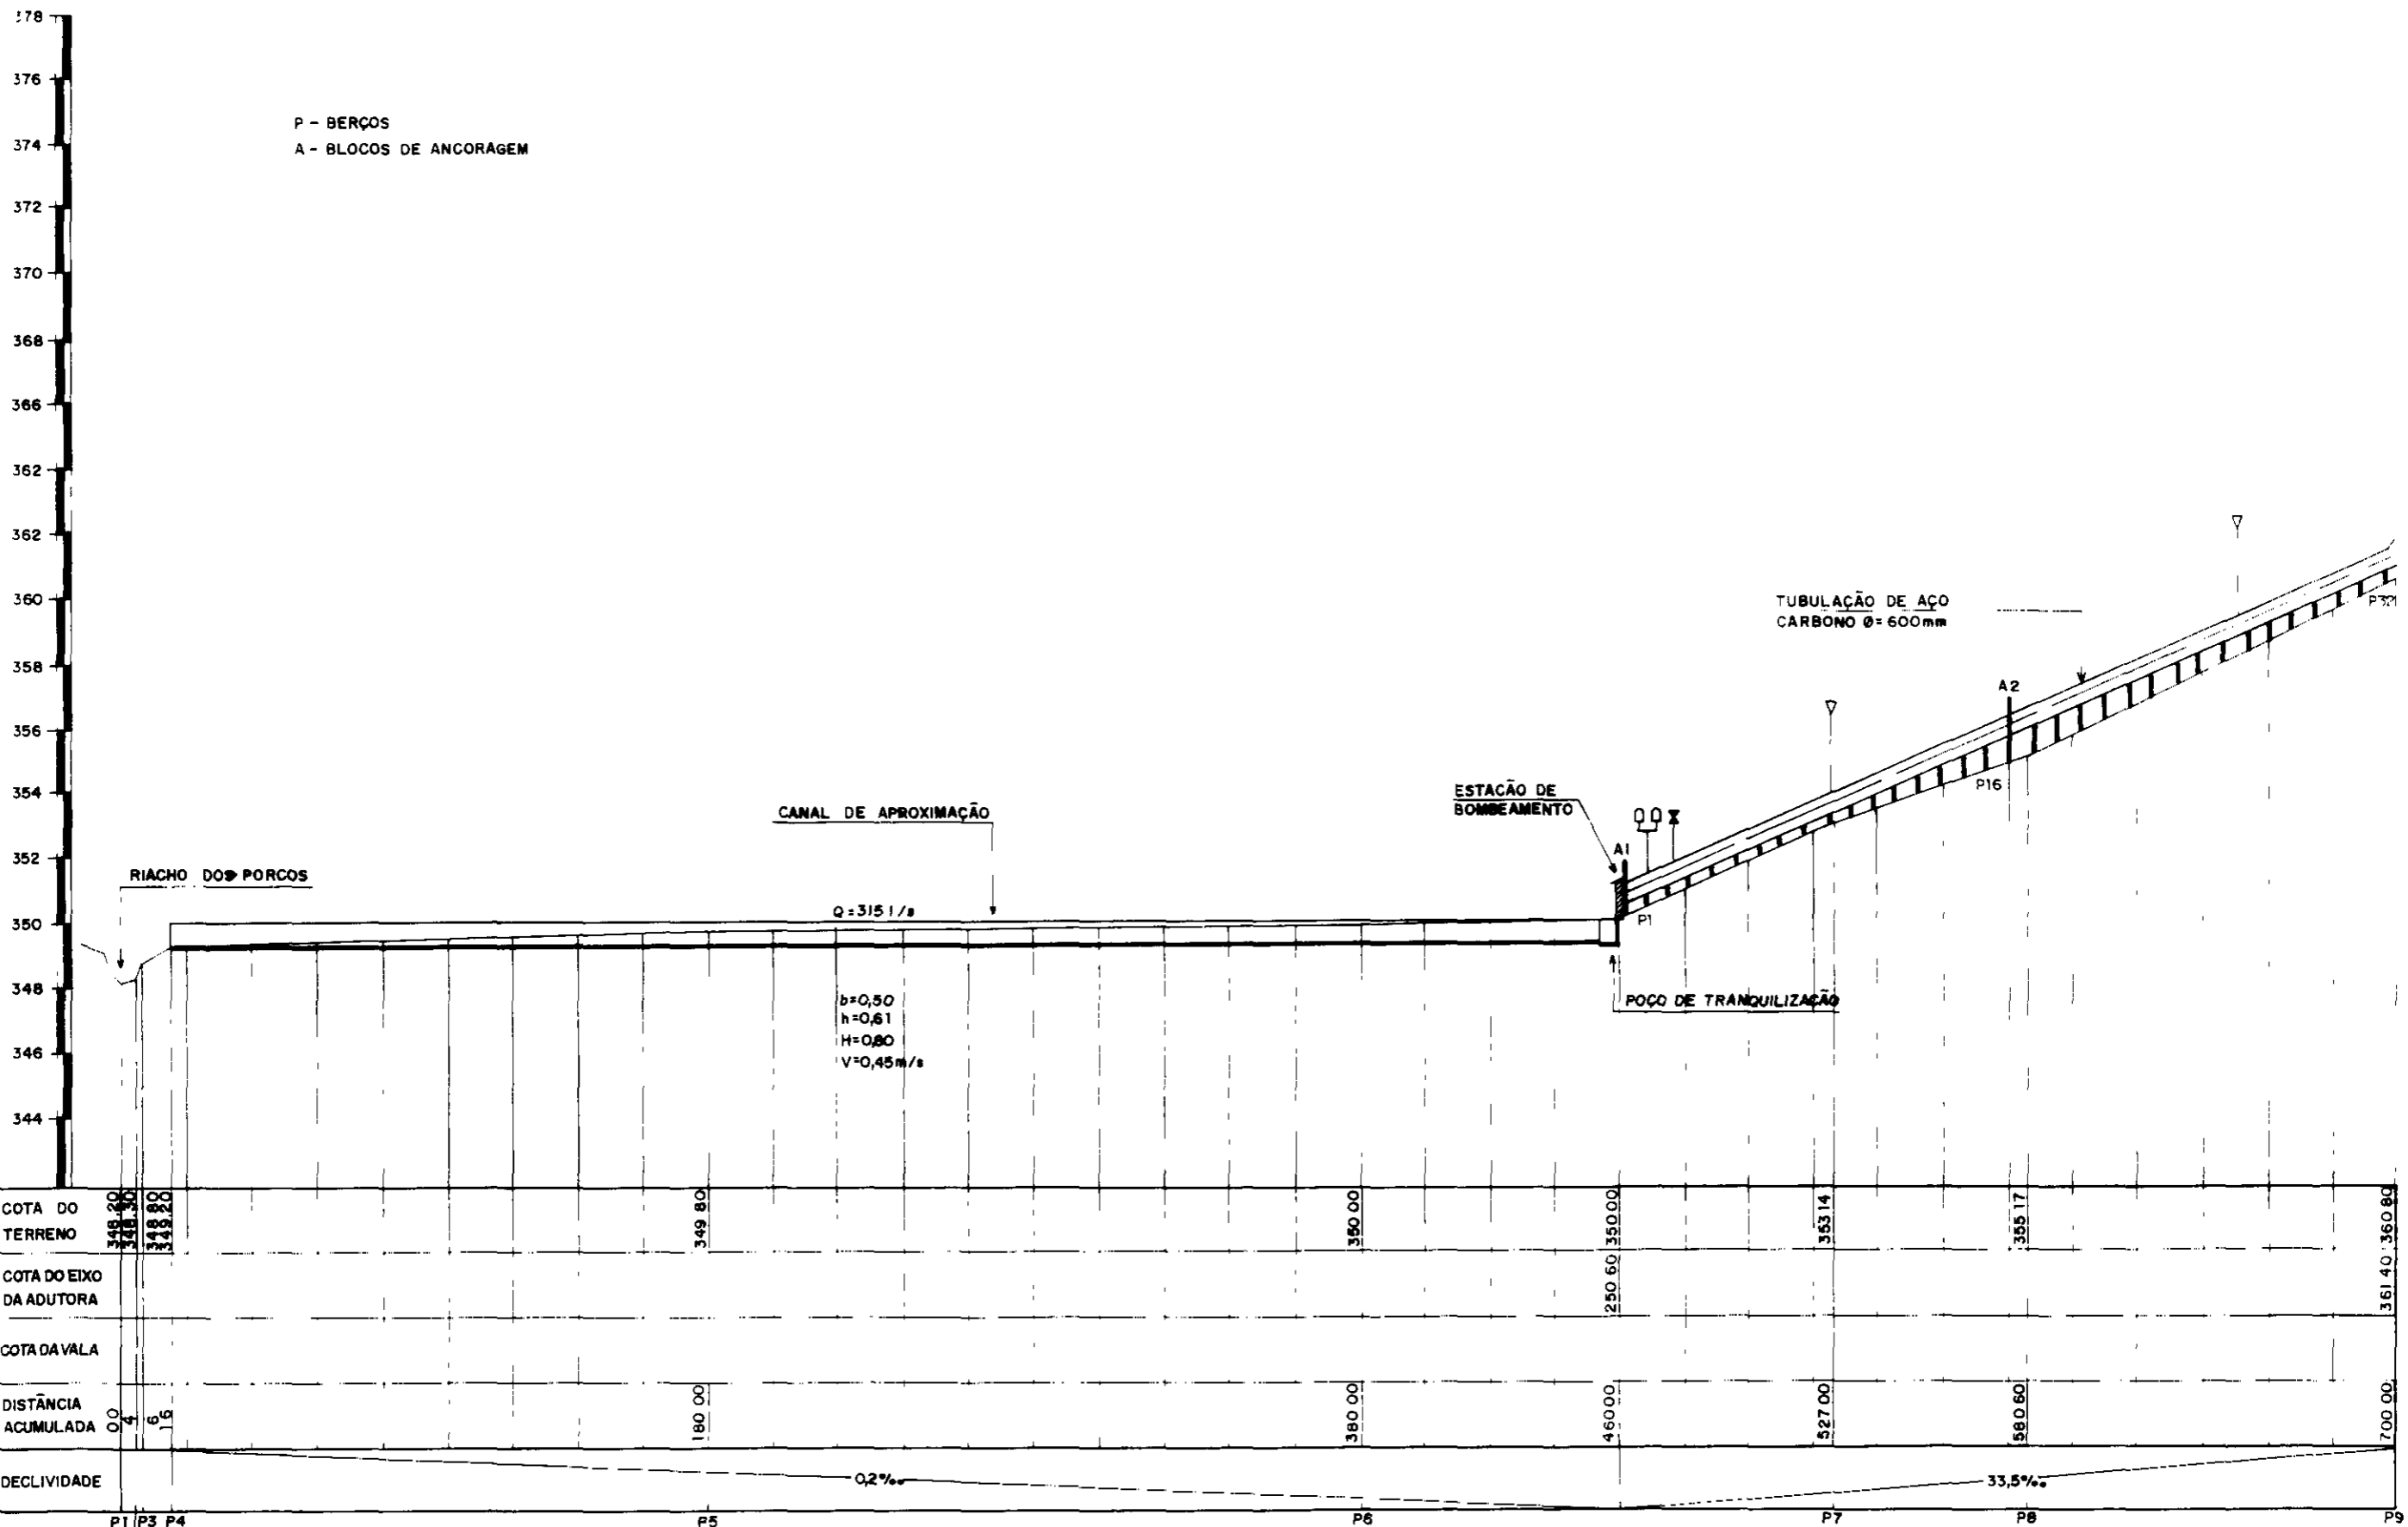 378
376
374
372
370
368
366
362
362
360
358
356
354
352
350
348
346
344
P - BERÇOS
A - BLOCOS DE ANCORAGEM
TUBULAÇÃO DE AÇO
CARBONO Ø=600mm
P32
A2
P16
ESTAÇÃO DE
BOMBEAMENTO
A1
P1
CANAL DE APROXIMAÇÃO
RIACHO DOS PORCOS
Q=315 l/s
b=0,50
h=0,61
H=0,80
V=0,45m/s
POÇO DE TRANQUILIZAÇÃO
COTA DO
TERRENO
348.20
348.30
348 80
349.20
349 80
350 00
350 00
353 14
355 17
360 80
COTA DO EIXO
DA ADUTORA
250 60
361 40
COTA DA VALA
DISTÂNCIA
ACUMULADA
00
4
6
16
180 00
380 00
46000
527 00
580 60
700 00
DECLIVIDADE
0,2‰
33,5‰
P1 P3 P4 P5 P6 P7 P8 P9